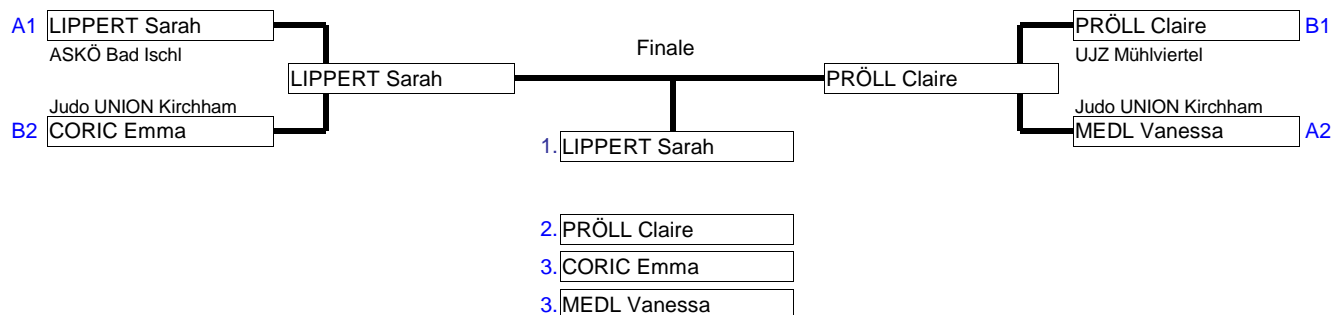 A1 LIPPERT Sarah
ASKÖ Bad Ischl
LIPPERT Sarah
Judo UNION Kirchham
B2 CORIC Emma
Finale
PRÖLL Claire B1
UJZ Mühlviertel
PRÖLL Claire
Judo UNION Kirchham
MEDL Vanessa A2
1. LIPPERT Sarah
2. PRÖLL Claire
3. CORIC Emma
3. MEDL Vanessa